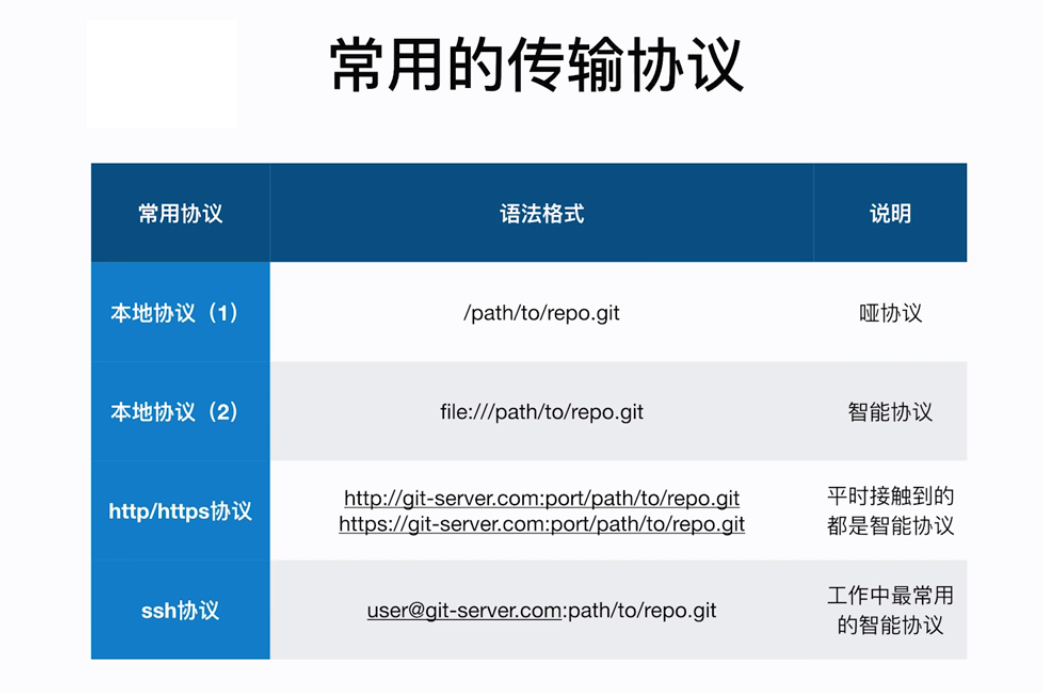 常用的传输协议
常用协议 语法格式 说明
本地协议（1） /path/to/repo.git 哑协议
本地协议（2） file:///path/to/repo.git 智能协议
http/https协议
http://git-server.com:port/path/to/repo.git
https://git-server.com:port/path/to/repo.git
平时接触到的
都是智能协议
ssh协议 user@git-server.com:path/to/repo.git
工作中最常用
的智能协议